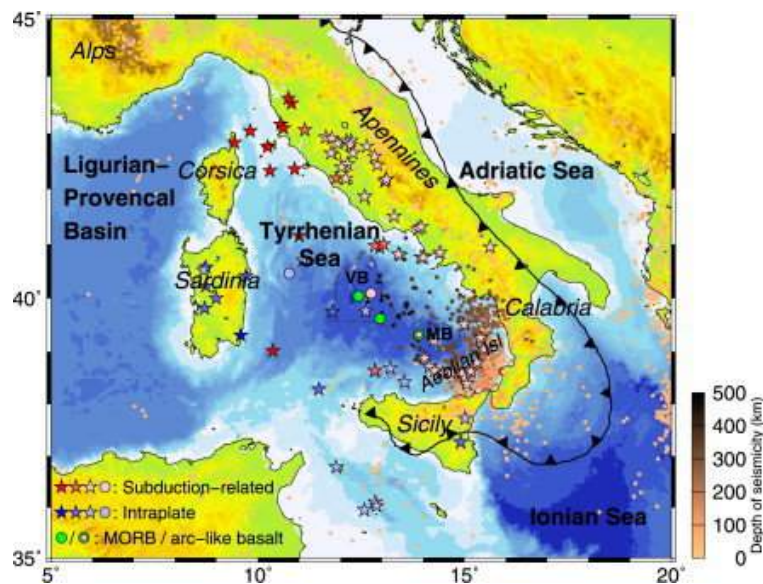 45°
Alps
Apennines
Ligurian–
Provencal
Basin
Corsica
Adriatic Sea
Tyrrhenian
Sea
Sardinia
VB
40°
Calabria
MB
Aeolian Isl
Sicily
500
400
300
200
100
0
Depth of seismicity (km)
: Subduction−related
: Intraplate
/ : MORB / arc−like basalt
Ionian Sea
35°
5°
10°
15°
20°